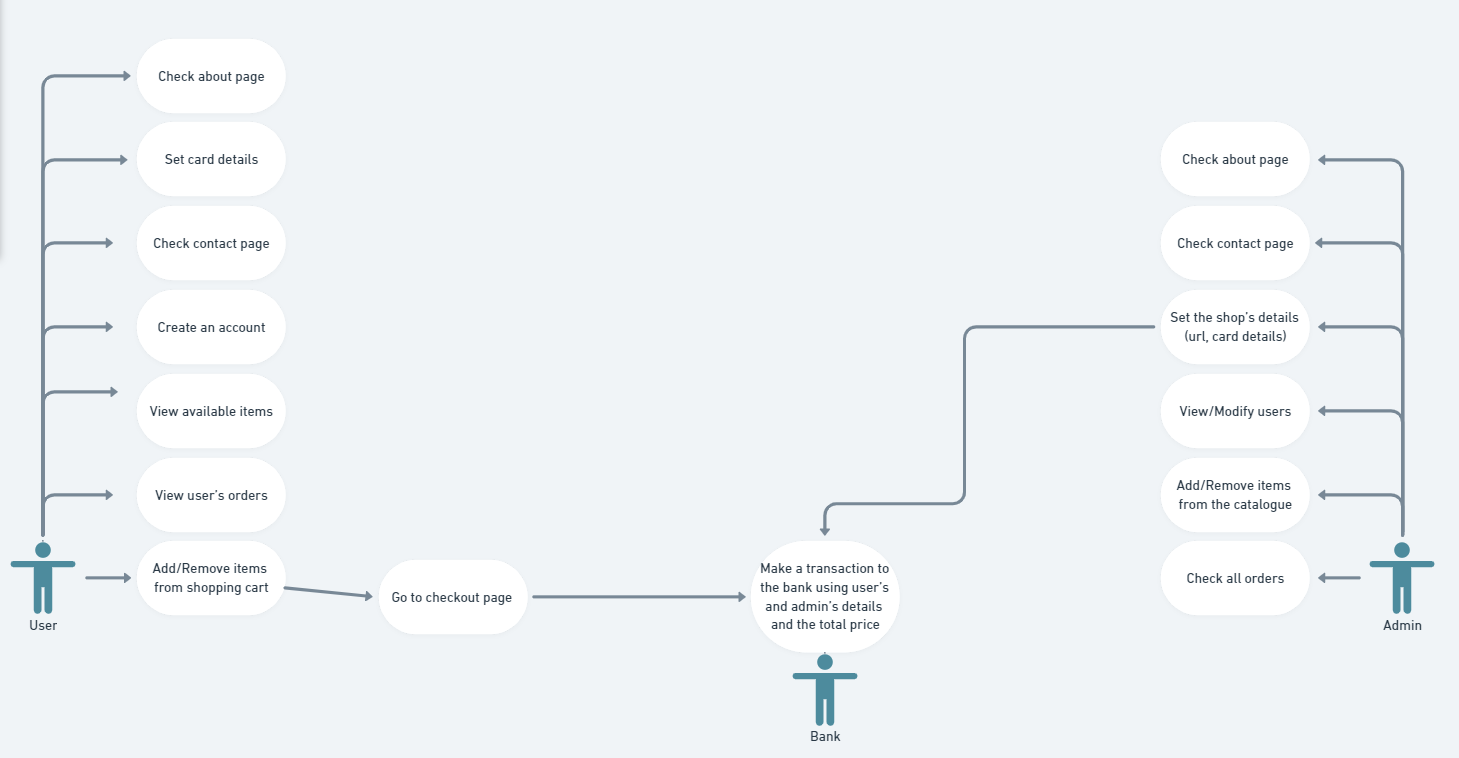 Check about page
Set card details
Check contact page
Create an account
View available items
View user's orders
Add/Remove items
from shopping cart
User
Go to checkout page
Make a transaction to
the bank using user's
and admin's details
and the total price
Bank
Check about page
Check contact page
Set the shop's details
(url, card details)
View/Modify users
Add/Remove items
from the catalogue
Check all orders
Admin